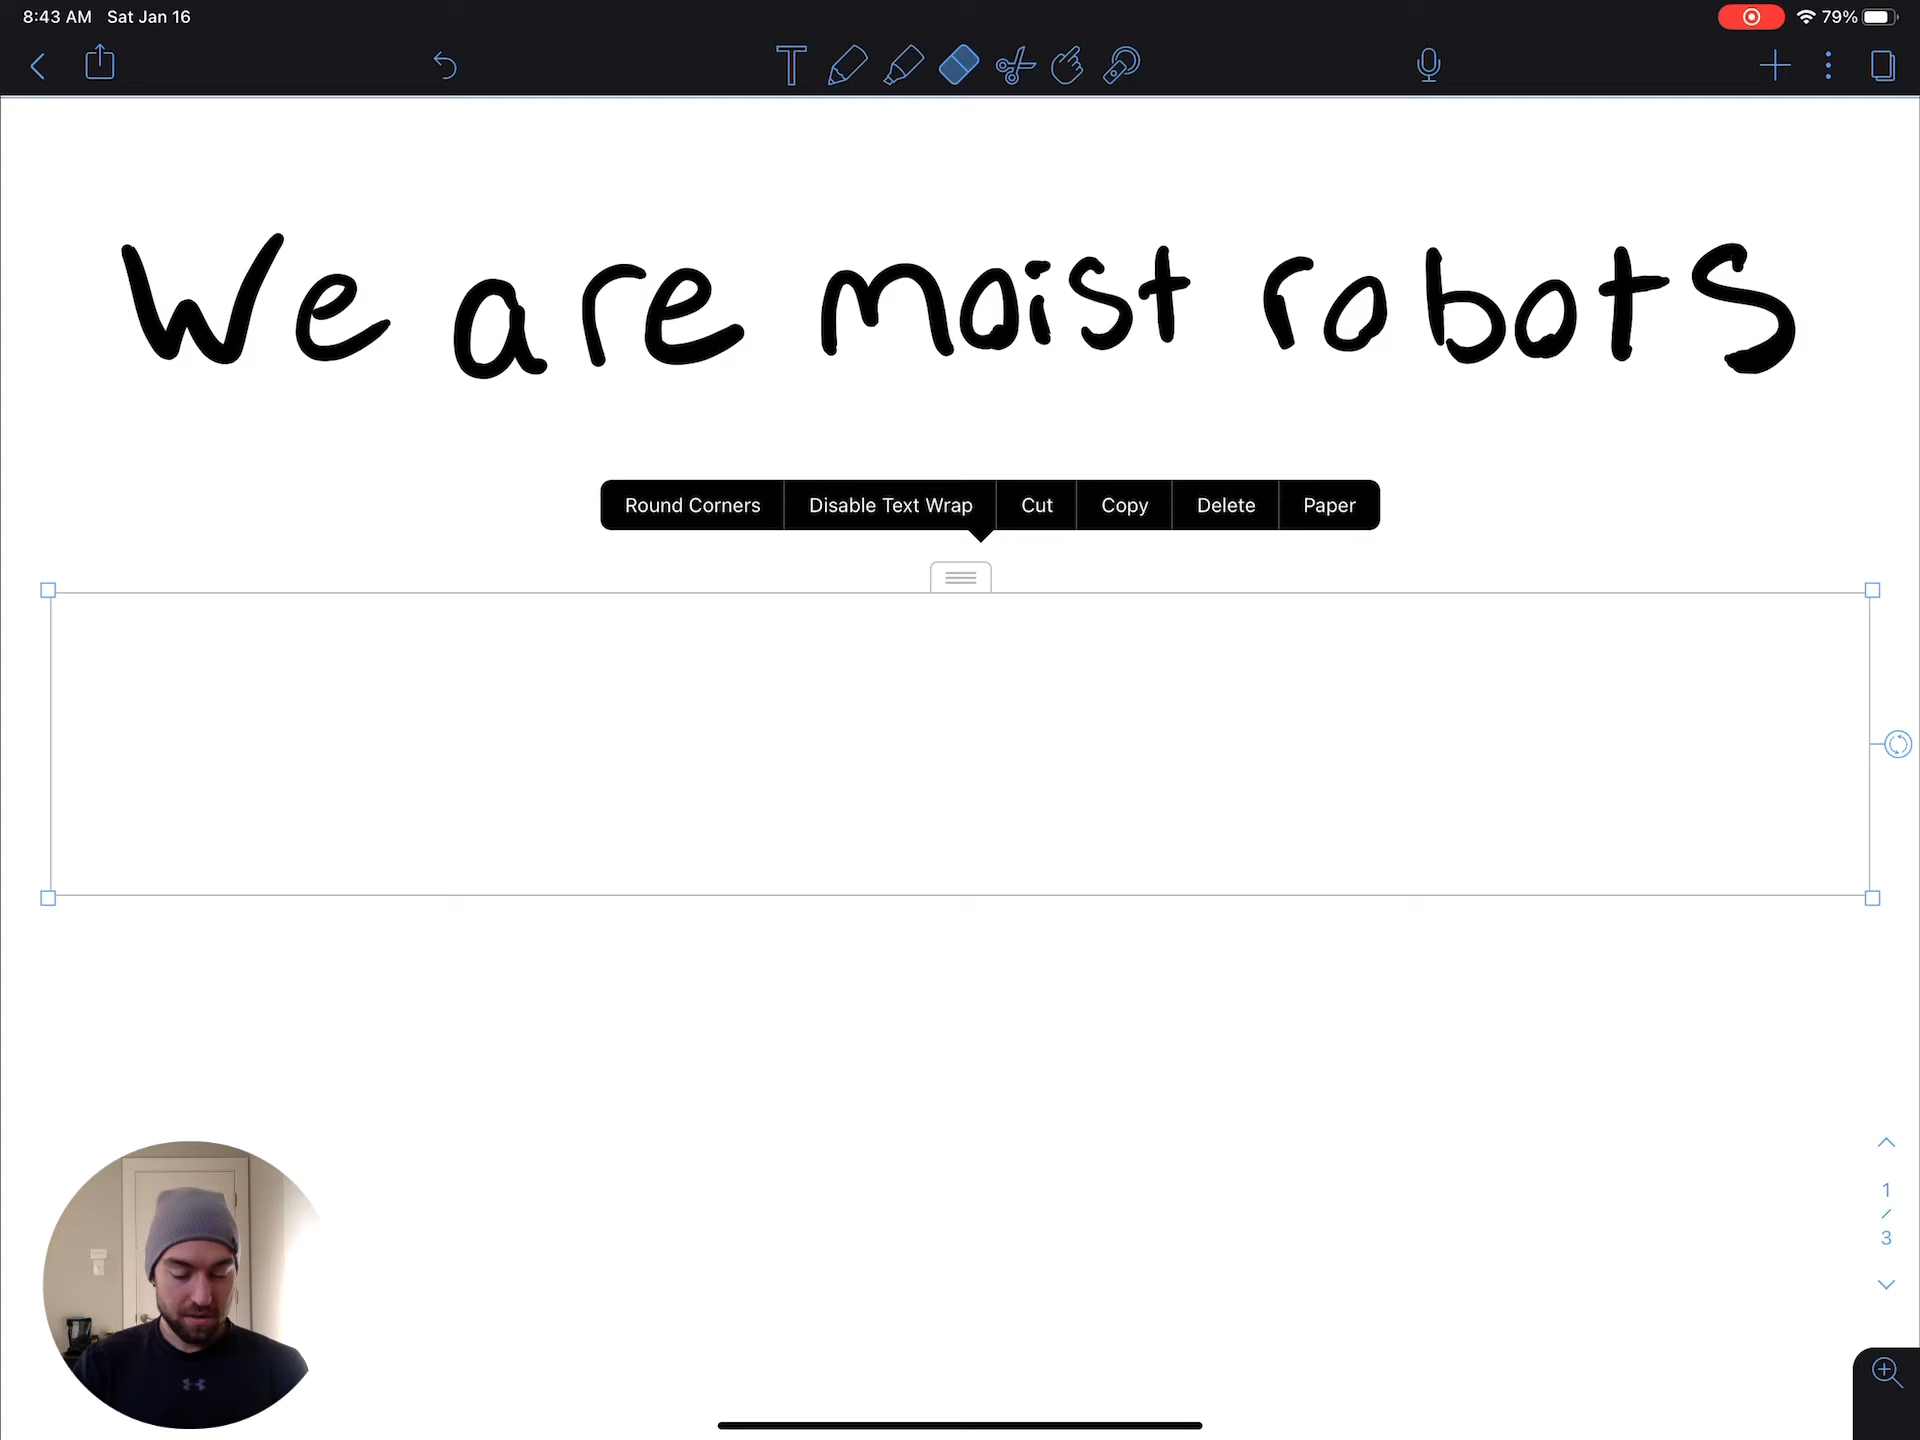 8:43 AM Sat Jan 16 79%
We are moist robots
Round Corners Disable Text Wrap Cut Copy Delete Paper
1
/
3